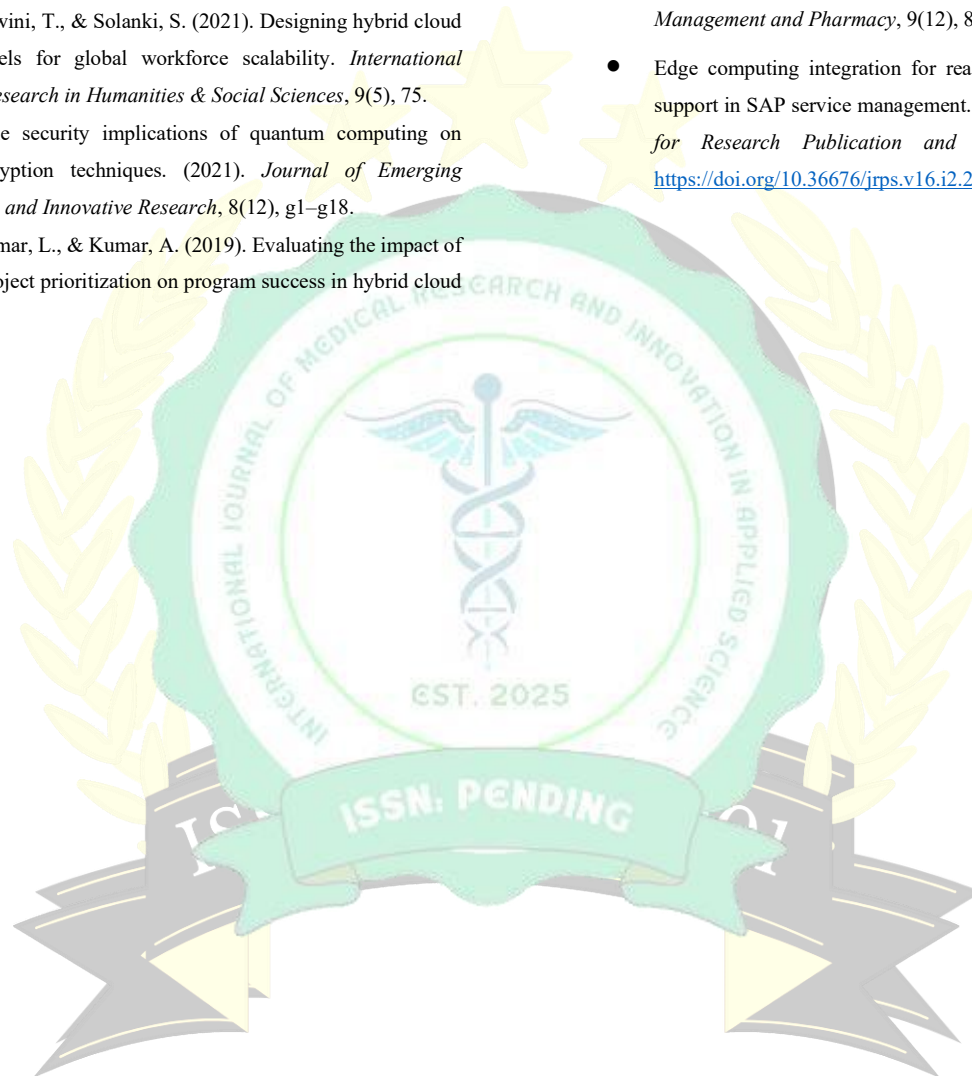 wini, T., & Solanki, S. (2021). Designing hybrid cloud
els for global workforce scalability. International
esearch in Humanities & Social Sciences, 9(5), 75.
e security implications of quantum computing on
yption techniques. (2021). Journal of Emerging
and Innovative Research, 8(12), g1–g18.
mar, L., & Kumar, A. (2019). Evaluating the impact of
oject prioritization on program success in hybrid cloud
Management and Pharmacy, 9(12), 8
● Edge computing integration for rea
support in SAP service management.
for Research Publication and
https://doi.org/10.36676/jrps.v16.i2.2
INTERNATIONAL JOURNAL OF MEDICAL RESEARCH AND INNOVATION IN APPLIED SCIENCE
EST. 2025
ISSN: PENDING